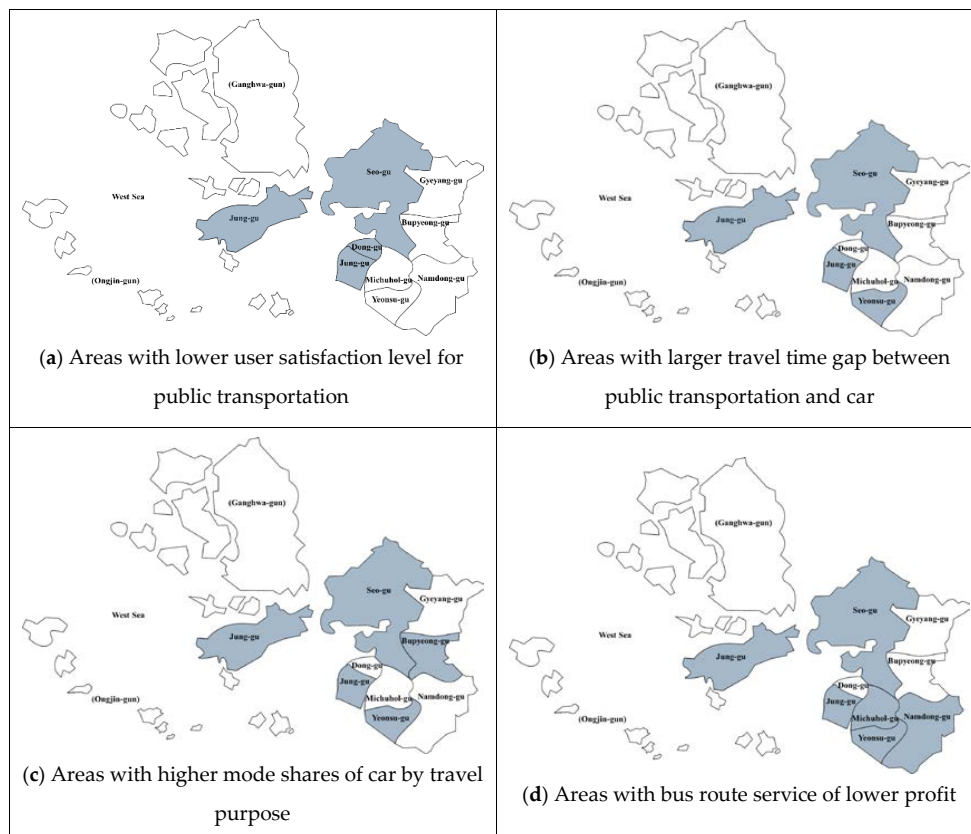 (Ganghwa-gun)
Seo-gu
Gyeyang-gu
West Sea
Jung-gu
Bupyeong-gu
Dong-gu
Jung-gu
Michuhol-gu
Namdong-gu
(Ongjin-gun)
Yeonsu-gu
(a) Areas with lower user satisfaction level for
public transportation
(Ganghwa-gun)
Seo-gu
Gyeyang-gu
West Sea
Jung-gu
Bupyeong-gu
Dong-gu
Jung-gu
Michuhol-gu
Namdong-gu
(Ongjin-gun)
Yeonsu-gu
(b) Areas with larger travel time gap between
public transportation and car
(Ganghwa-gun)
Seo-gu
Gyeyang-gu
West Sea
Jung-gu
Bupyeong-gu
Dong-gu
Jung-gu
Michuhol-gu
Namdong-gu
(Ongjin-gun)
Yeonsu-gu
(c) Areas with higher mode shares of car by travel
purpose
(Ganghwa-gun)
Seo-gu
Gyeyang-gu
West Sea
Jung-gu
Bupyeong-gu
Dong-gu
Jung-gu
Michuhol-gu
Namdong-gu
(Ongjin-gun)
Yeonsu-gu
(d) Areas with bus route service of lower profit